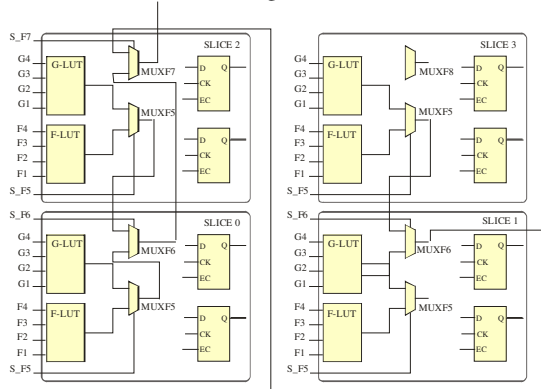 S_F7
SLICE 2
G4
G3
G2
G1
G-LUT
MUXF7
D
Q
CK
EC
F4
F3
F2
F1
F-LUT
MUXF5
D
Q
CK
EC
S_F5
SLICE 3
G4
G3
G2
G1
G-LUT
MUXF8
D
Q
CK
EC
F4
F3
F2
F1
F-LUT
MUXF5
D
Q
CK
EC
S_F5
S_F6
SLICE 0
G4
G3
G2
G1
G-LUT
MUXF6
D
Q
CK
EC
F4
F3
F2
F1
F-LUT
MUXF5
D
Q
CK
EC
S_F5
S_F6
SLICE 1
G4
G3
G2
G1
G-LUT
MUXF6
D
Q
CK
EC
F4
F3
F2
F1
F-LUT
MUXF5
D
Q
CK
EC
S_F5